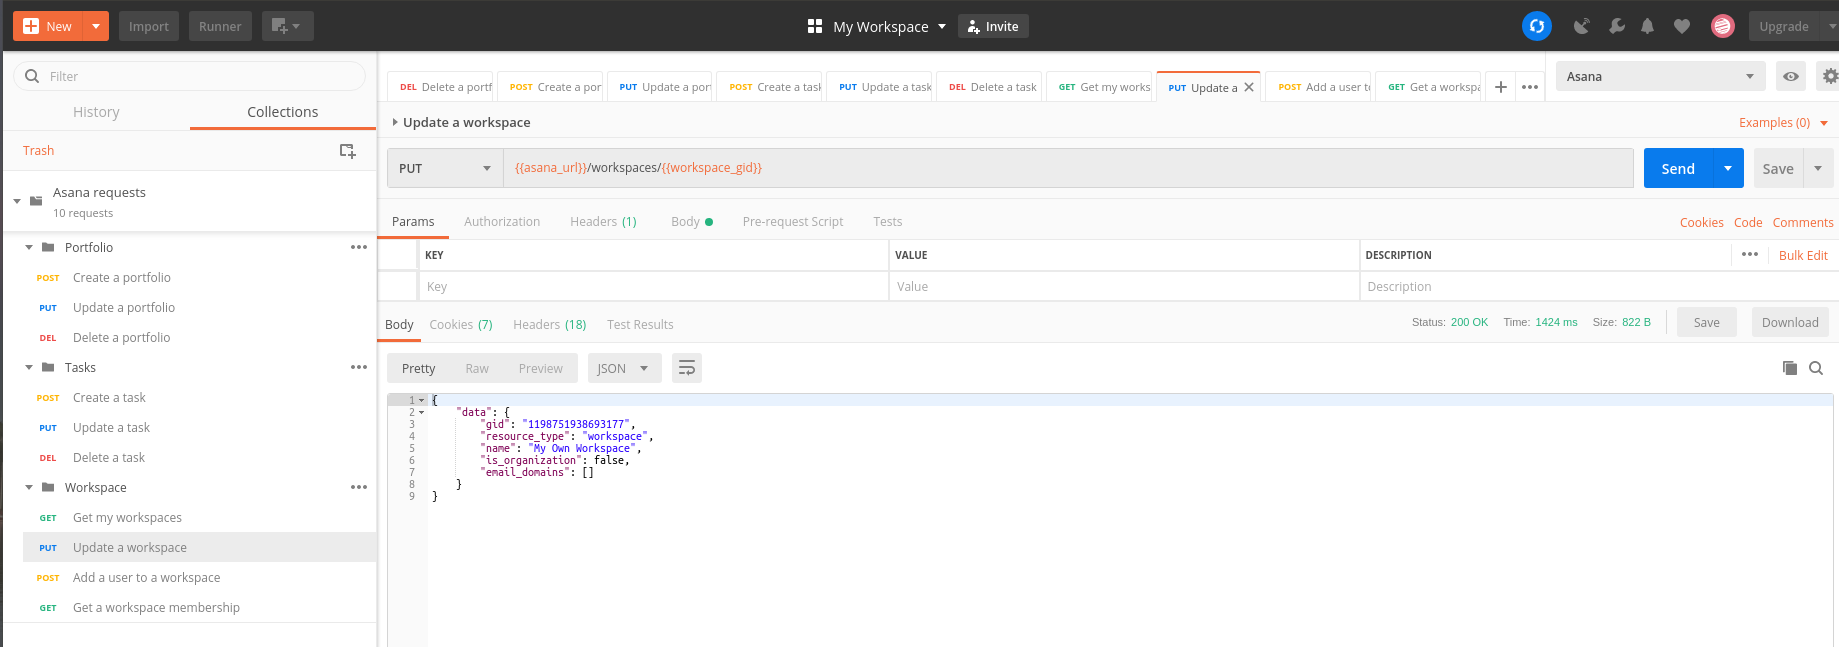 New Import Runner My Workspace Invite Upgrade
Filter
History Collections
Trash
Asana requests
10 requests
Portfolio
POST Create a portfolio
PUT Update a portfolio
DEL Delete a portfolio
Tasks
POST Create a task
PUT Update a task
DEL Delete a task
Workspace
GET Get my workspaces
PUT Update a workspace
POST Add a user to a workspace
GET Get a workspace membership
DEL Delete a portf POST Create a por PUT Update a por POST Create a task PUT Update a task DEL Delete a task GET Get my works PUT Update a POST Add a user t GET Get a workspa Asana
Update a workspace Examples (0)
PUT {{asana_url}}/workspaces/{{workspace_gid}} Send Save
Params Authorization Headers (1) Body Pre-request Script Tests Cookies Code Comments
KEY VALUE DESCRIPTION Bulk Edit
Key Value Description
Body Cookies (7) Headers (18) Test Results Status: 200 OK Time: 1424 ms Size: 822 B Save Download
Pretty Raw Preview JSON
1 {
2 "data": {
3 "gid": "1198751938693177",
4 "resource_type": "workspace",
5 "name": "My Own Workspace",
6 "is_organization": false,
7 "email_domains": []
8 }
9 }